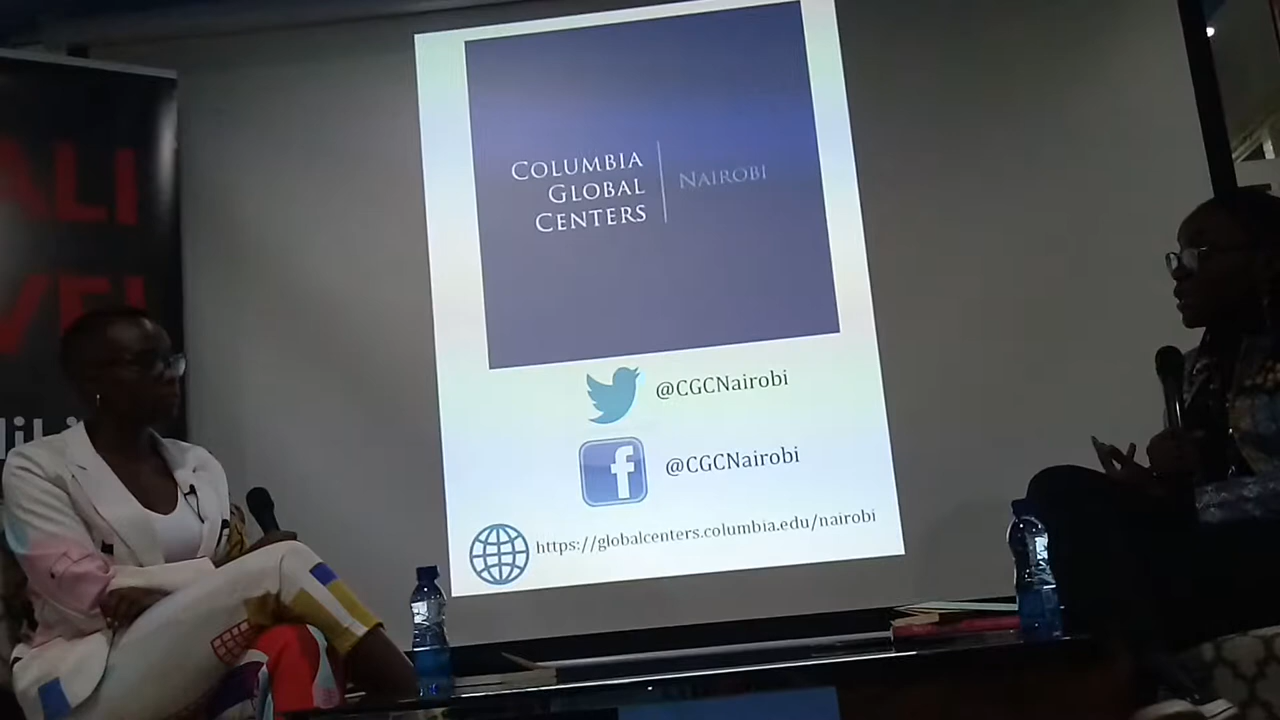 COLUMBIA
GLOBAL
CENTERS
NAIROBI
@CGCNairobi
@CGCNairobi
https://globalcenters.columbia.edu/nairobi